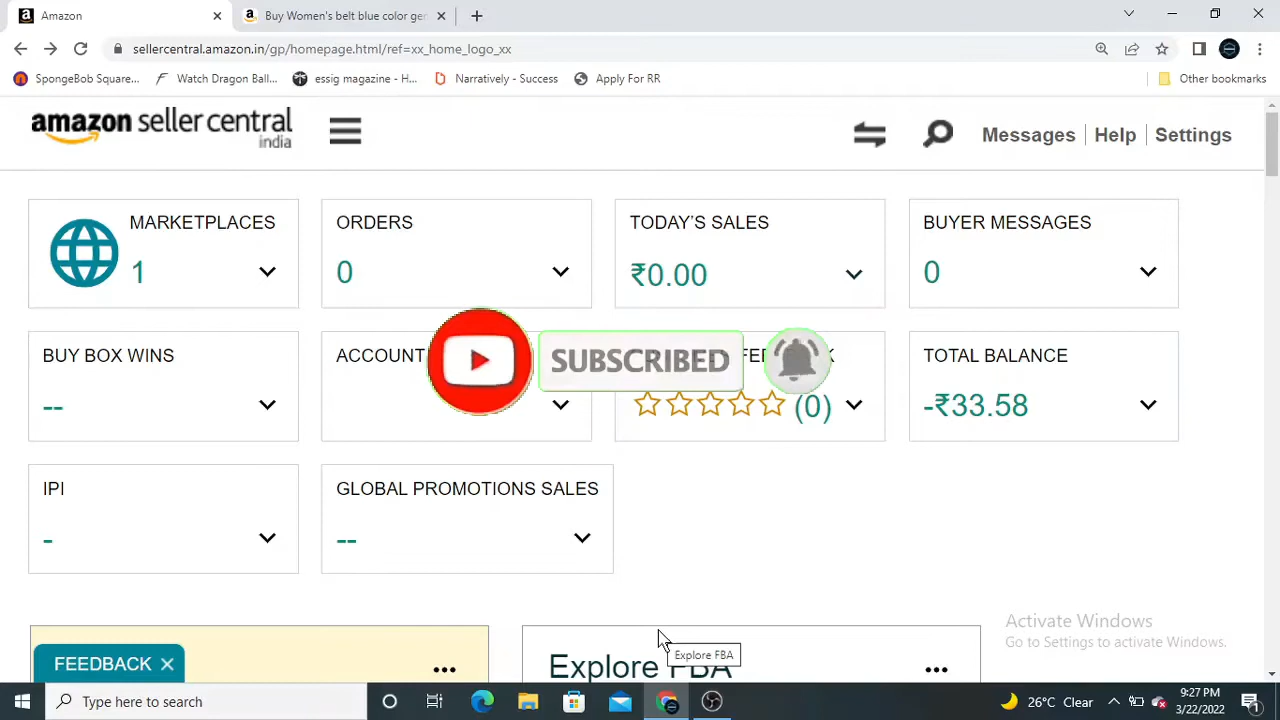 Amazon
Buy Women's belt blue color ger
sellercentral.amazon.in/gp/homepage.html/ref=xx_home_logo_xx
SpongeBob Square...
Watch Dragon Ball...
essig magazine - H...
Narratively - Success
Apply For RR
Other bookmarks
amazon seller central
india
Messages
Help
Settings
MARKETPLACES
1
ORDERS
0
TODAY'S SALES
₹0.00
BUYER MESSAGES
0
BUY BOX WINS
--
ACCOUNT
SUBSCRIBED
(0)
TOTAL BALANCE
-₹33.58
IPI
-
GLOBAL PROMOTIONS SALES
--
FEEDBACK
Explore FBA
Explore FBA
Activate Windows
Go to Settings to activate Windows.
Type here to search
26°C Clear
9:27 PM
3/22/2022
1